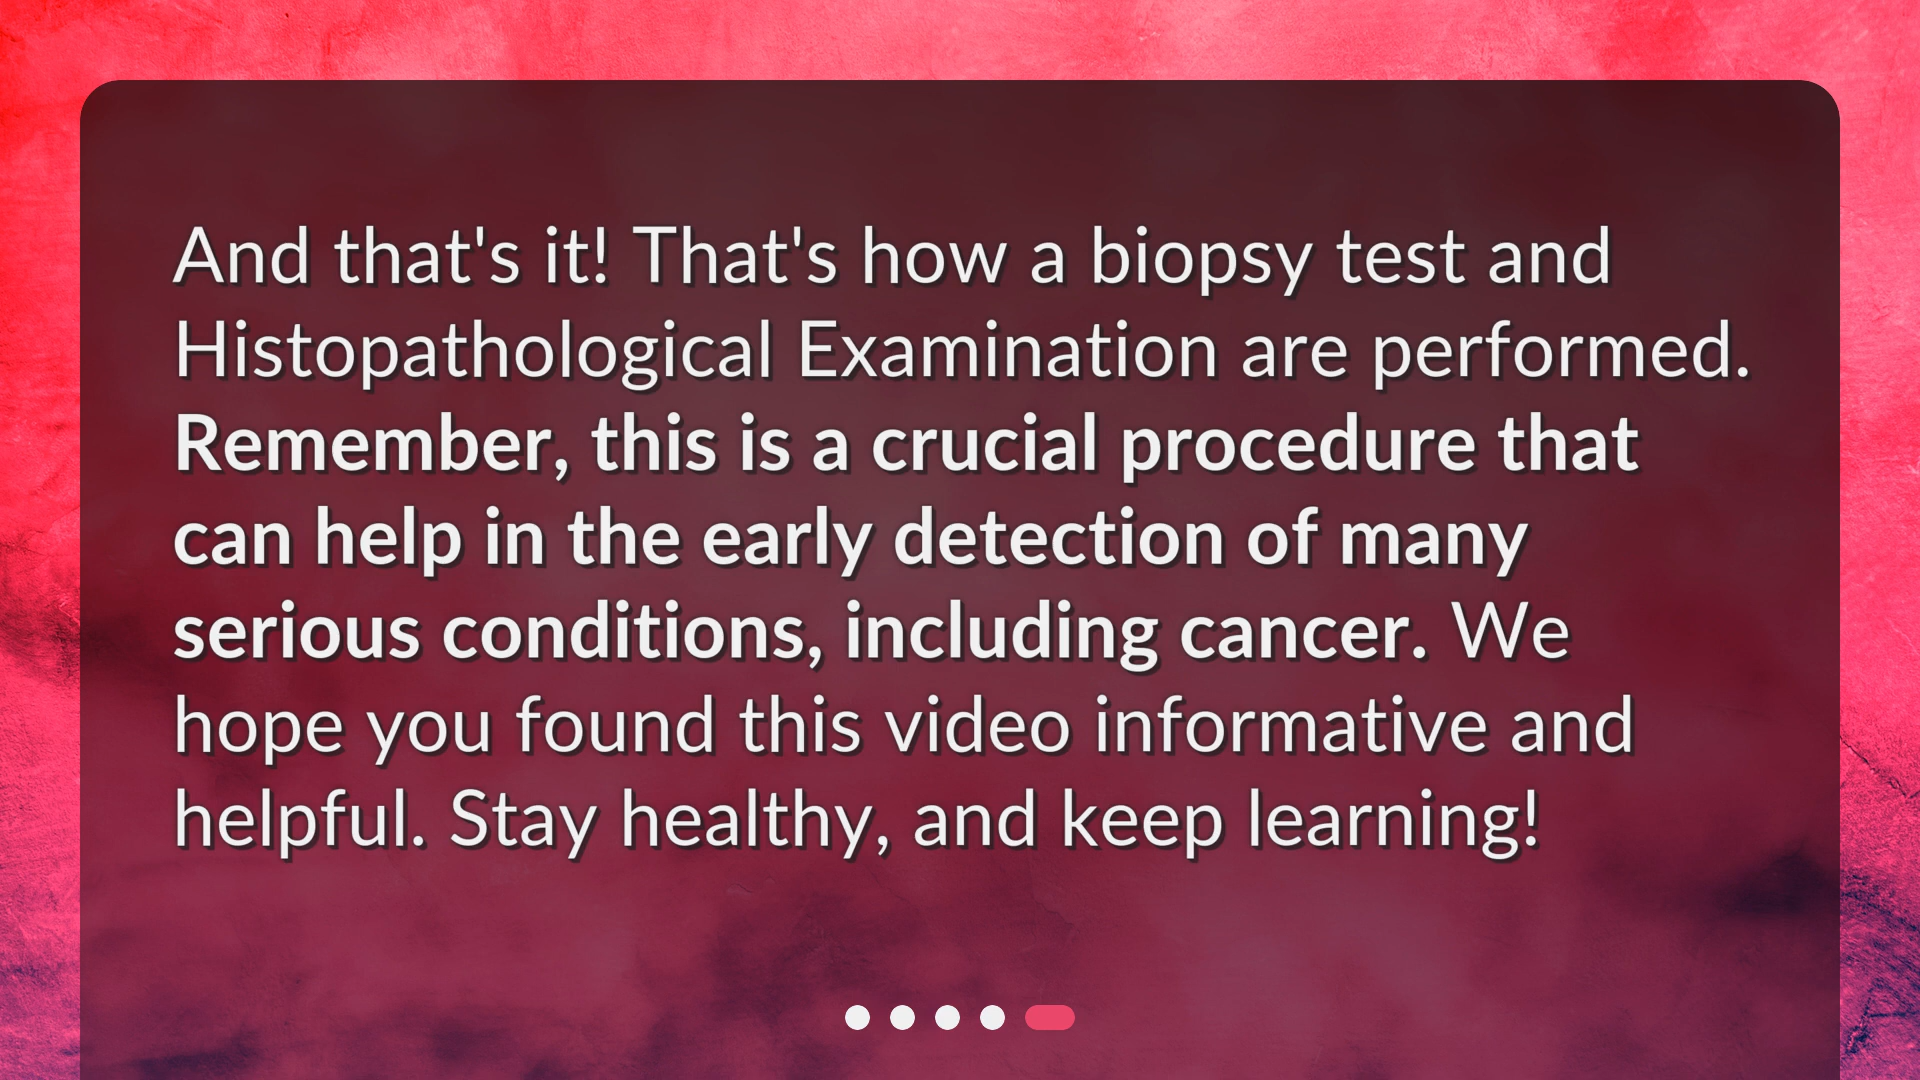 And that's it! That's how a biopsy test and
Histopathological Examination are performed.
Remember, this is a crucial procedure that
can help in the early detection of many
serious conditions, including cancer. We
hope you found this video informative and
helpful. Stay healthy, and keep learning!